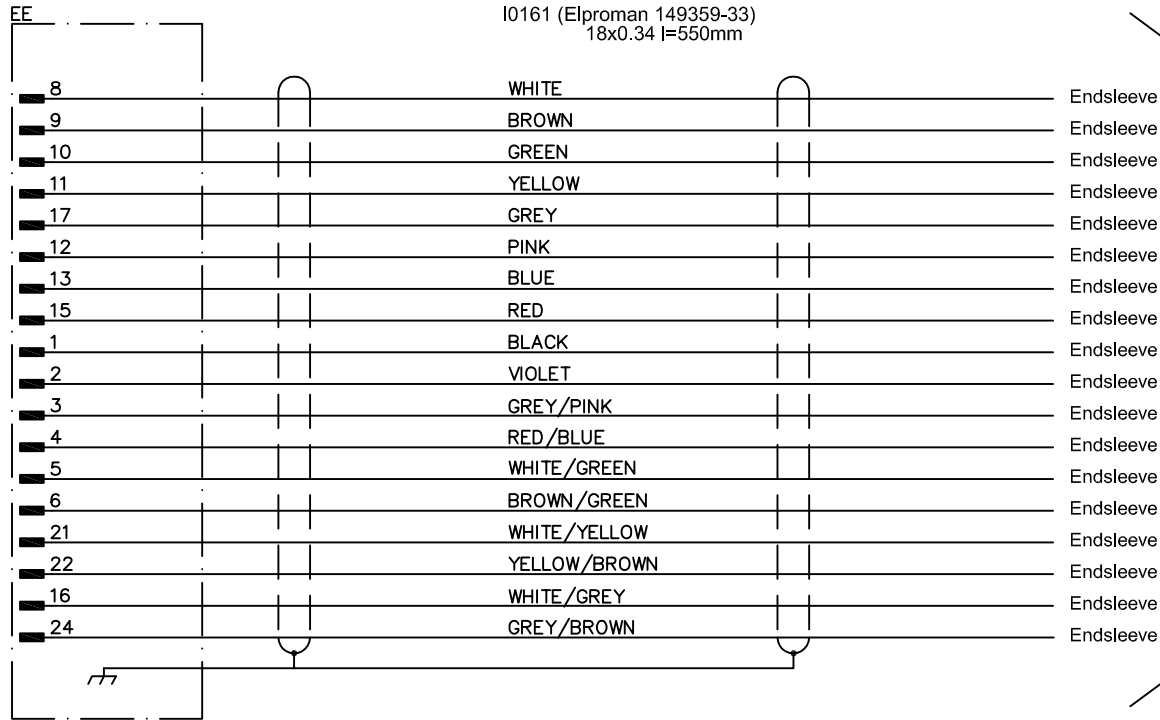 EE
I0161 (Elproman 149359-33)
18x0.34 l=550mm
8 WHITE Endsleeve
9 BROWN Endsleeve
10 GREEN Endsleeve
11 YELLOW Endsleeve
17 GREY Endsleeve
12 PINK Endsleeve
13 BLUE Endsleeve
15 RED Endsleeve
1 BLACK Endsleeve
2 VIOLET Endsleeve
3 GREY/PINK Endsleeve
4 RED/BLUE Endsleeve
5 WHITE/GREEN Endsleeve
6 BROWN/GREEN Endsleeve
21 WHITE/YELLOW Endsleeve
22 YELLOW/BROWN Endsleeve
16 WHITE/GREY Endsleeve
24 GREY/BROWN Endsleeve